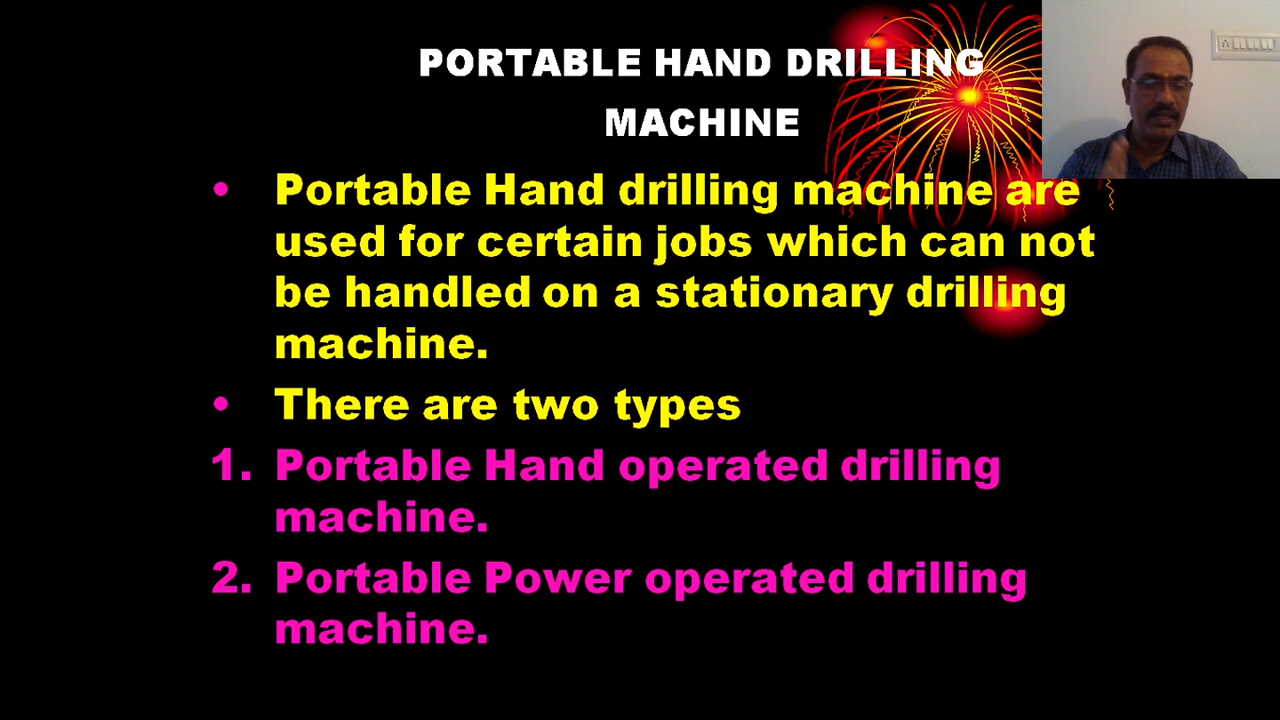 PORTABLE HAND DRILLING
MACHINE
• Portable Hand drilling machine are
used for certain jobs which can not
be handled on a stationary drilling
machine.
• There are two types
1. Portable Hand operated drilling
machine.
2. Portable Power operated drilling
machine.